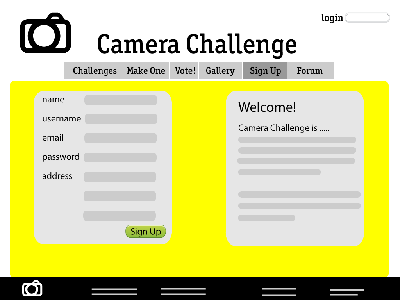 login
Camera Challenge
Challenges Make One Vote! Gallery Sign Up Forum
name
username
email
password
address
Sign Up
Welcome!
Camera Challenge is .....